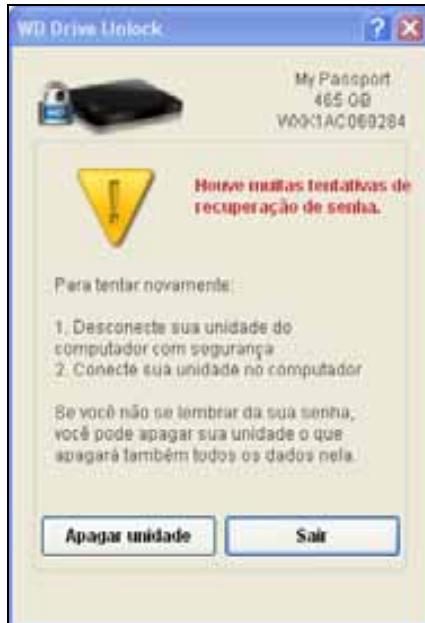 WD Drive Unlock
My Passport
465 GB
WXK1AC069284
Houve muitas tentativas de
recuperação de senha.
Para tentar novamente:
1. Desconecte sua unidade do
computador com segurança
2. Conecte sua unidade no computador
Se você não se lembrar da sua senha,
você pode apagar sua unidade o que
apagará também todos os dados nela.
Apagar unidade
Sair